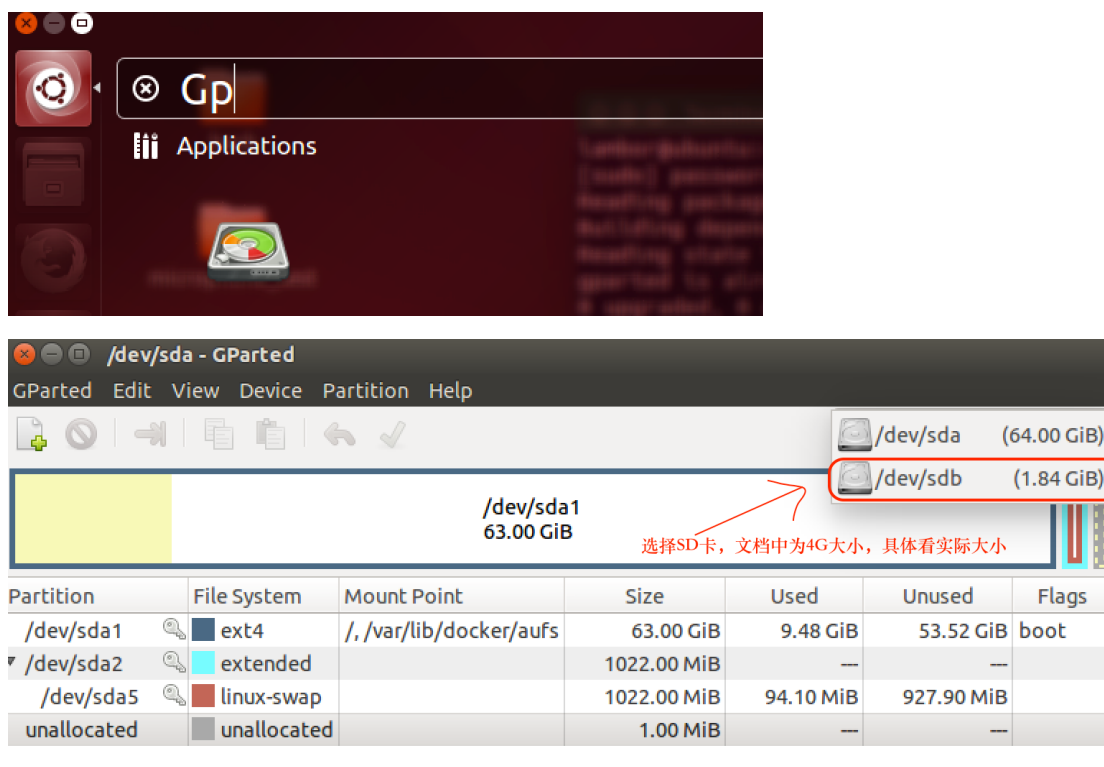 Gp
Applications
/dev/sda - GParted
GParted Edit View Device Partition Help
/dev/sda (64.00 GiB)
/dev/sdb (1.84 GiB)
/dev/sda1
63.00 GiB
选择SD卡，文档中为4G大小，具体看实际大小
Partition File System Mount Point Size Used Unused Flags
/dev/sda1 ext4 /, /var/lib/docker/aufs 63.00 GiB 9.48 GiB 53.52 GiB boot
/dev/sda2 extended 1022.00 MiB --- ---
/dev/sda5 linux-swap 1022.00 MiB 94.10 MiB 927.90 MiB
unallocated unallocated 1.00 MiB --- ---